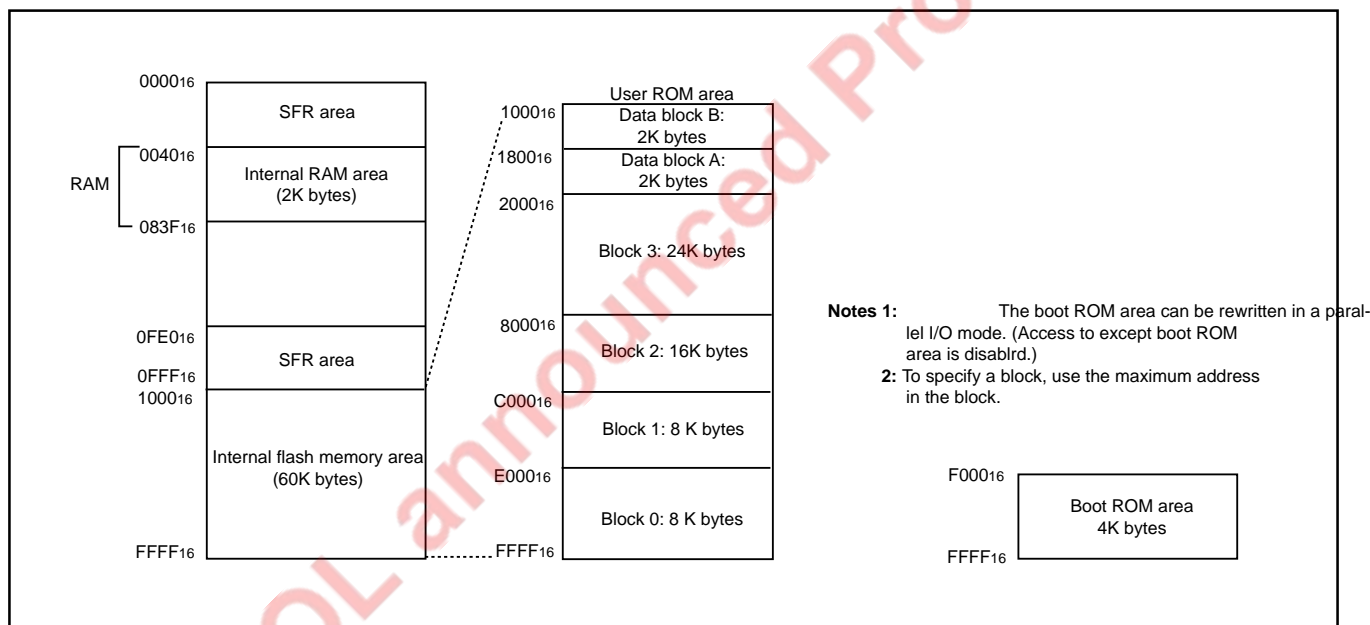 000016
SFR area
004016
RAM
Internal RAM area
(2K bytes)
083F16
0FE016
SFR area
0FFF16
100016
Internal flash memory area
(60K bytes)
FFFF16
User ROM area
100016
Data block B:
2K bytes
180016
Data block A:
2K bytes
200016
Block 3: 24K bytes
800016
Block 2: 16K bytes
C00016
Block 1: 8 K bytes
E00016
Block 0: 8 K bytes
FFFF16
Notes 1: The boot ROM area can be rewritten in a paral-
lel I/O mode. (Access to except boot ROM
area is disablrd.)
2: To specify a block, use the maximum address
in the block.
F00016
Boot ROM area
4K bytes
FFFF16
OL announced Pro